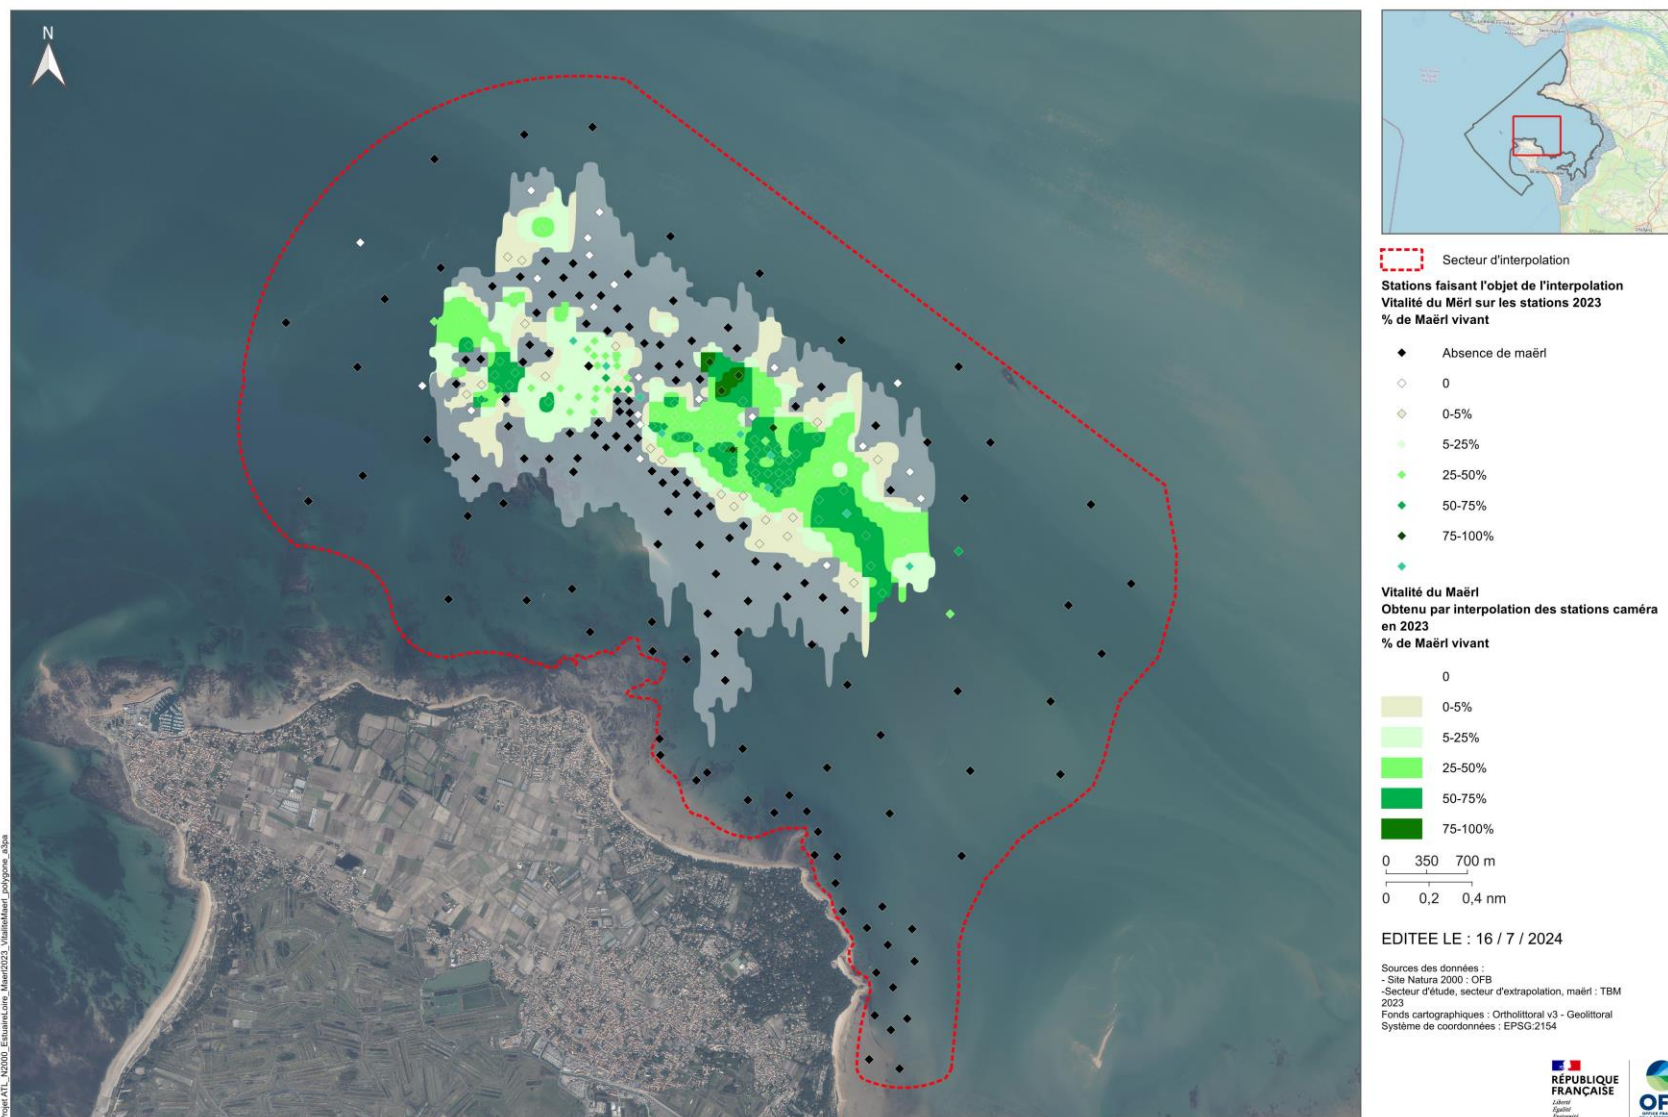 N
Secteur d'interpolation
Stations faisant l'objet de l'interpolation
Vitalité du Mërl sur les stations 2023
% de Maërl vivant
Absence de maërl
0
0-5%
5-25%
25-50%
50-75%
75-100%
Vitalité du Maërl
Obtenu par interpolation des stations caméra
en 2023
% de Maërl vivant
0
0-5%
5-25%
25-50%
50-75%
75-100%
0 350 700 m
0 0,2 0,4 nm
EDITEE LE : 16 / 7 / 2024
Sources des données :
- Site Natura 2000 : OFB
-Secteur d'étude, secteur d'extrapolation, maërl : TBM
2023
Fonds cartographiques : Ortholittoral v3 - Geolittoral
Système de coordonnées : EPSG:2154
RÉPUBLIQUE
FRANÇAISE
Liberté
Égalité
OF